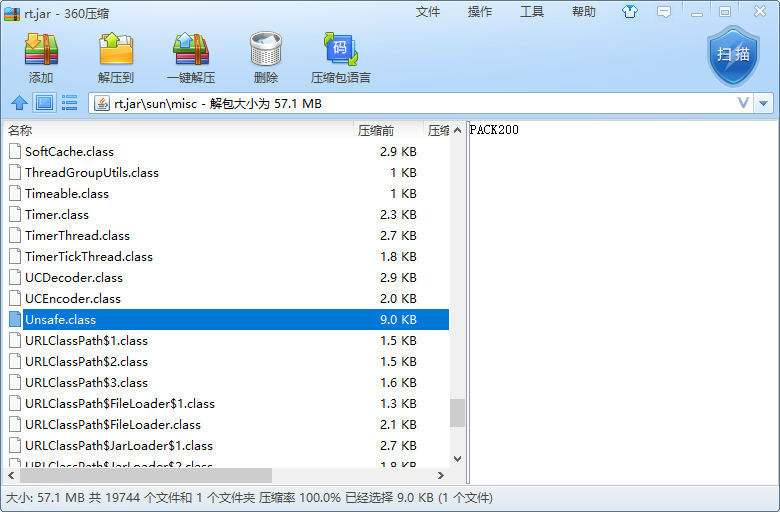 rt.jar - 360压缩
文件 操作 工具 帮助
添加 解压到 一键解压 删除 压缩包语言
码
扫描
rt.jar\sun\misc - 解包大小为 57.1 MB
名称 压缩前 压缩
SoftCache.class 2.9 KB
ThreadGroupUtils.class 1 KB
Timeable.class 1 KB
Timer.class 2.3 KB
TimerThread.class 2.7 KB
TimerTickThread.class 1.8 KB
UCDecoder.class 2.9 KB
UCEncoder.class 2.0 KB
Unsafe.class 9.0 KB
URLClassPath$1.class 1.5 KB
URLClassPath$2.class 1.5 KB
URLClassPath$3.class 1.6 KB
URLClassPath$FileLoader$1.class 1.3 KB
URLClassPath$FileLoader.class 2.1 KB
URLClassPath$JarLoader$1.class 2.7 KB
URLClassPath$JarLoader$2.class 1.8 KB
PACK200
大小: 57.1 MB 共 19744 个文件和 1 个文件夹 压缩率 100.0% 已经选择 9.0 KB (1 个文件)